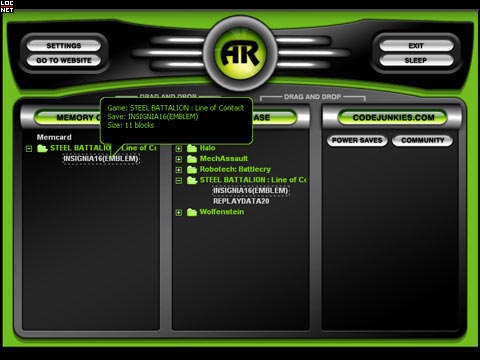 LOC
NET
SETTINGS
GO TO WEBSITE
AR
EXIT
SLEEP
DRAG AND DROP
DRAG AND DROP
MEMORY C
ASE
CODEJUNKIES.COM
Game: STEEL BATTALION : Line of Contact
Save: INSIGNIA16(EMBLEM)
Size: 11 blocks
POWER SAVES
COMMUNITY
Memcard
STEEL BATTALION : Line of Co
INSIGNIA16(EMBLEM)
Halo
MechAssault
Robotech: Battlecry
STEEL BATTALION : Line of Co
INSIGNIA16(EMBLEM)
REPLAYDATA20
Wolfenstein